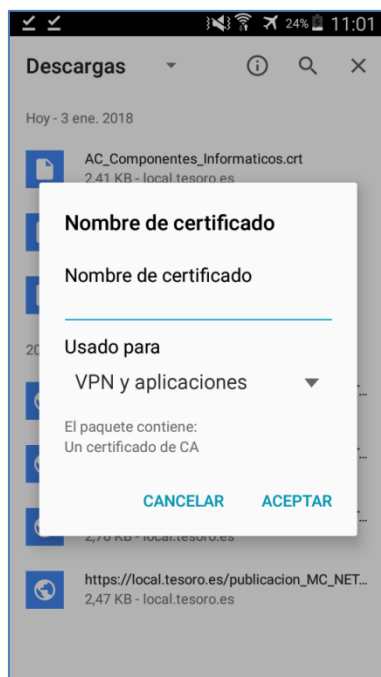 24% 11:01
Descargas
Hoy - 3 ene. 2018
AC_Componentes_Informaticos.crt
2,41 KB - local.tesoro.es
Nombre de certificado
Nombre de certificado
20
Usado para
VPN y aplicaciones
El paquete contiene:
Un certificado de CA
CANCELAR ACEPTAR
2,70 KB - local.tesoro.es
https://local.tesoro.es/publicacion_MC_NET...
2,47 KB - local.tesoro.es